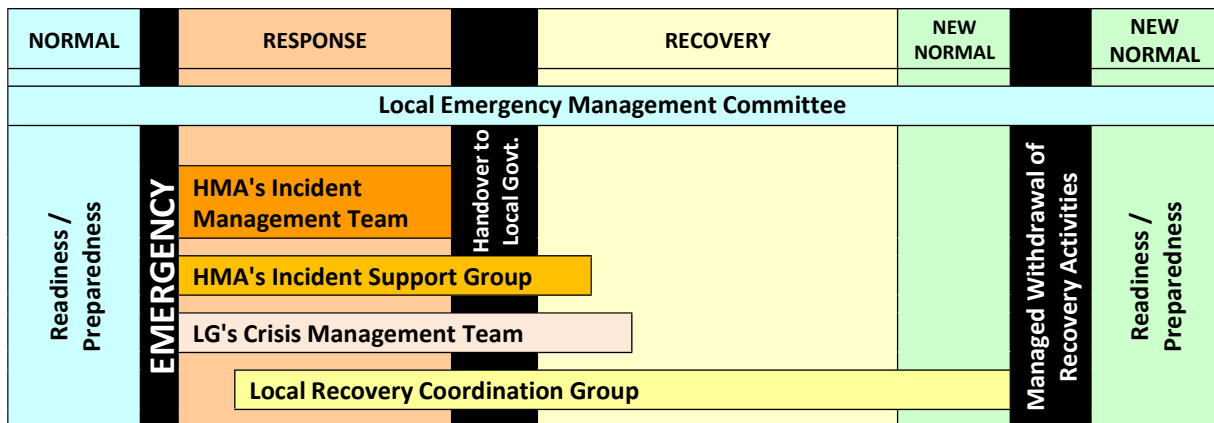 NORMAL
RESPONSE
RECOVERY
NEW
NORMAL
NEW
NORMAL
Local Emergency Management Committee
Readiness /
Preparedness
EMERGENCY
HMA's Incident
Management Team
Handover to
Local Govt.
HMA's Incident Support Group
LG's Crisis Management Team
Local Recovery Coordination Group
Managed Withdrawal of
Recovery Activities
Readiness /
Preparedness